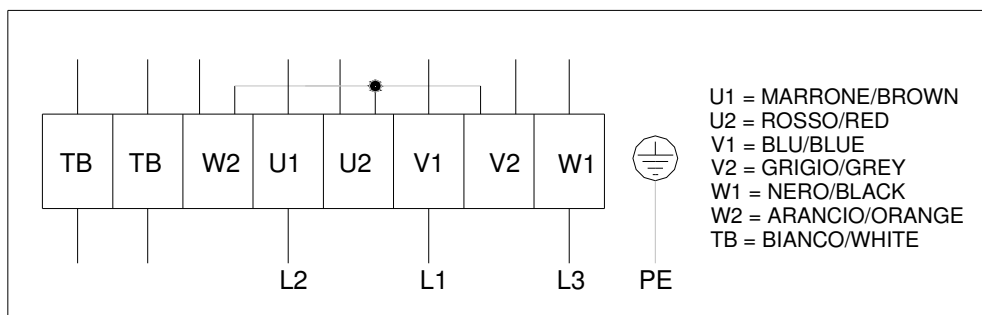 TB TB W2 U1 U2 V1 V2 W1
L2 L1 L3 PE
U1 = MARRONE/BROWN
U2 = ROSSO/RED
V1 = BLU/BLUE
V2 = GRIGIO/GREY
W1 = NERO/BLACK
W2 = ARANCIO/ORANGE
TB = BIANCO/WHITE